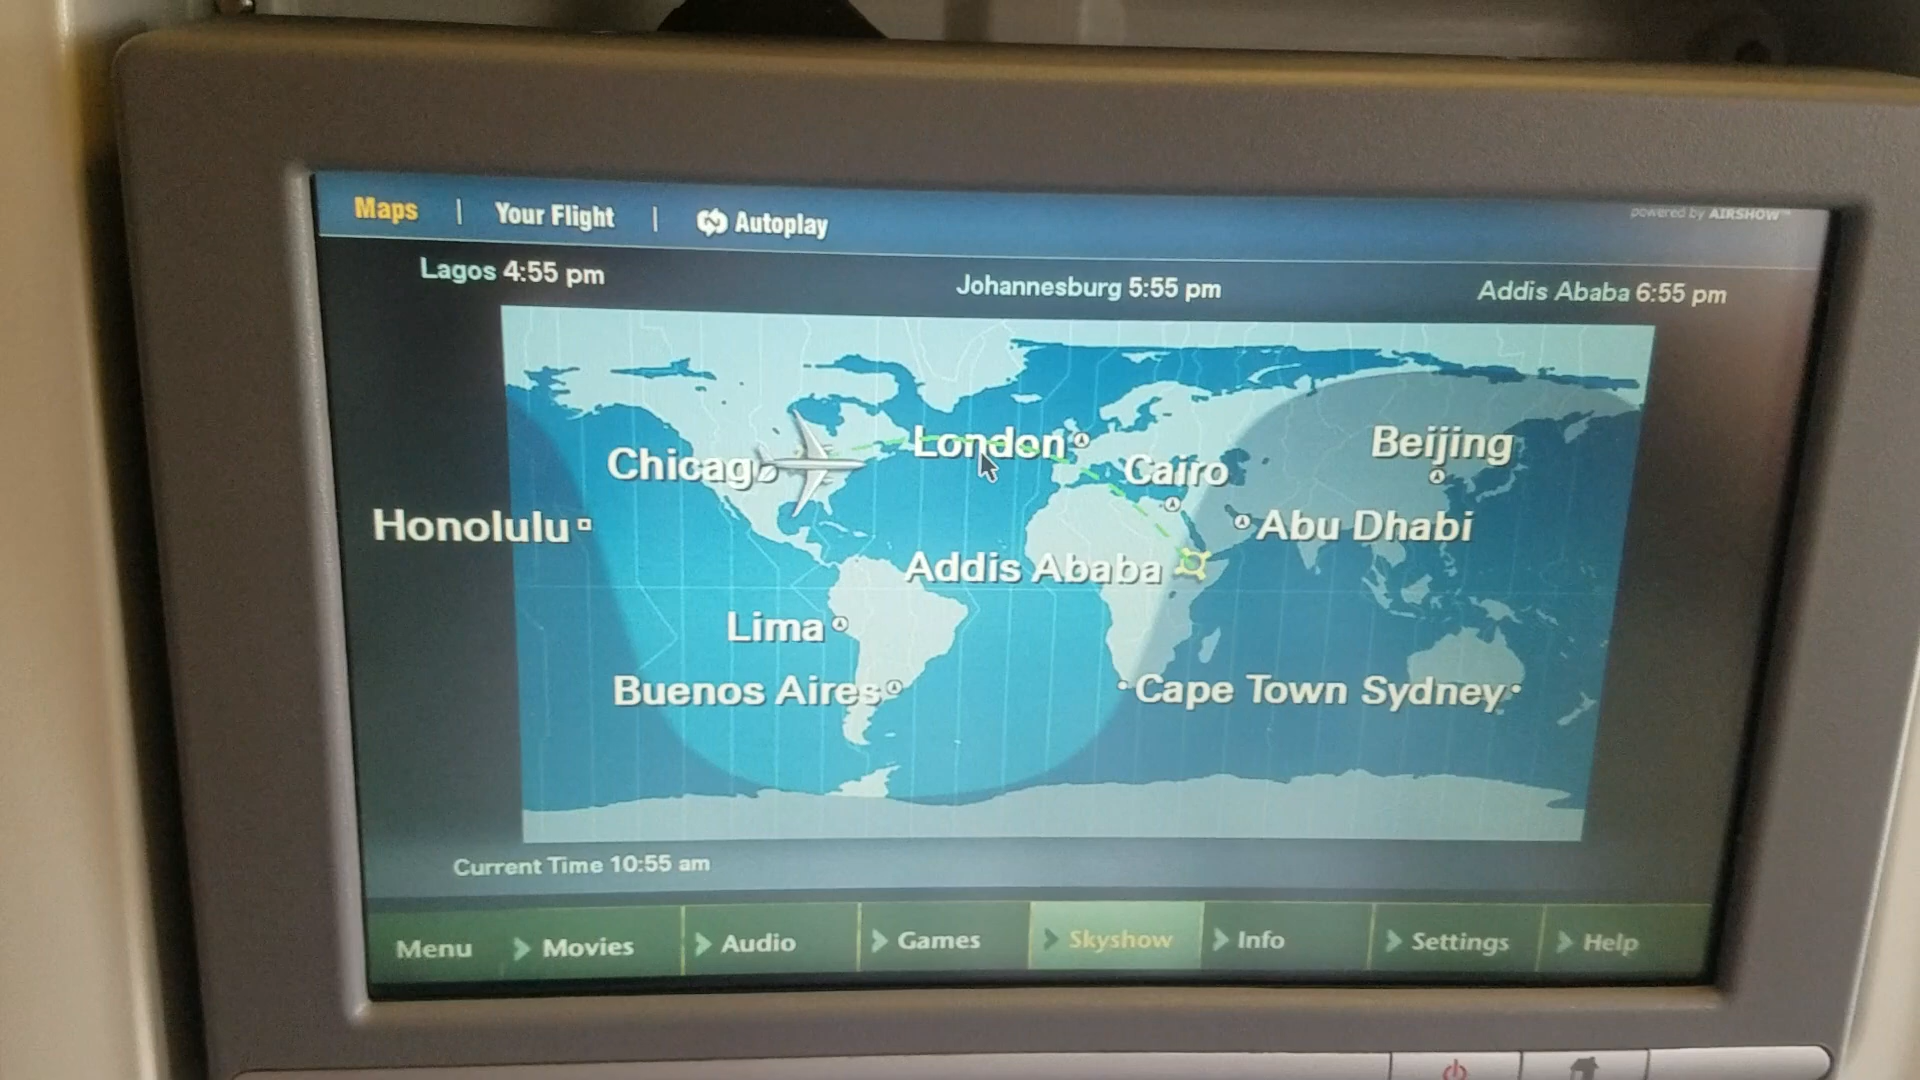 Maps | Your Flight | Autoplay
powered by AIRSHOW™
Lagos 4:55 pm
Johannesburg 5:55 pm
Addis Ababa 6:55 pm
London
Beijing
Chicago
Cairo
Honolulu
Abu Dhabi
Addis Ababa
Lima
Buenos Aires
Cape Town
Sydney
Current Time 10:55 am
Menu
Movies
Audio
Games
Skyshow
Info
Settings
Help